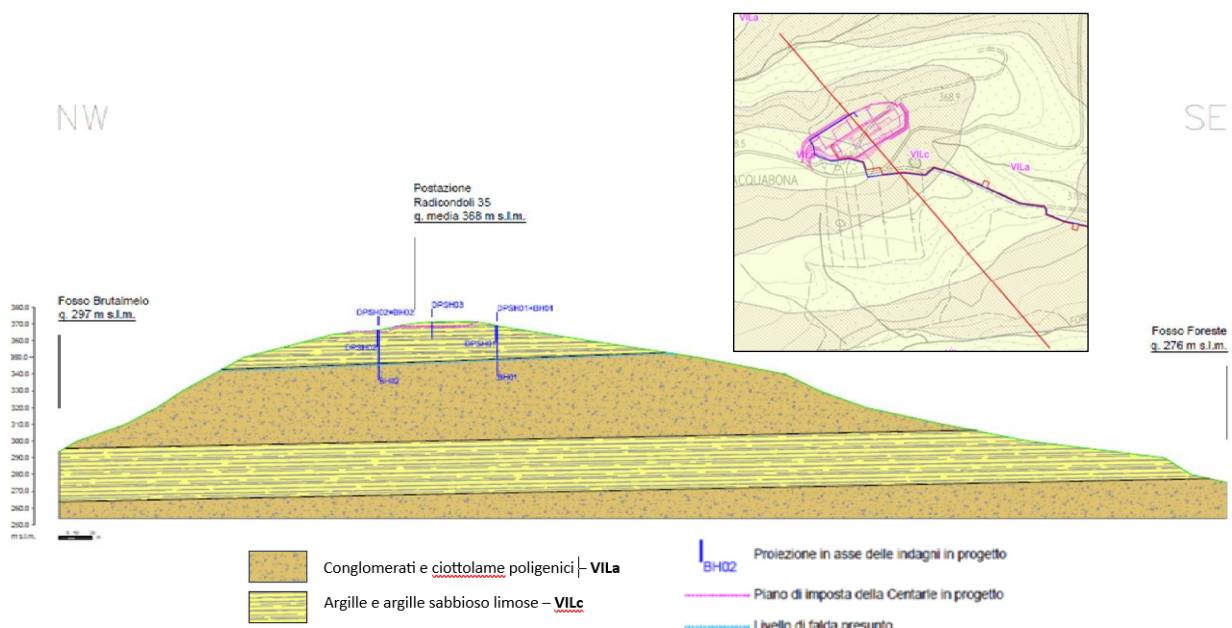 VILa
NW
SE
368.9
VILc
VILa
ACQUABONA
Postazione
Radicondoli 35
q. media 368 m s.l.m.
Fosso Brutalmelo
q. 297 m s.l.m.
DPSH02+BH02
DPSH03
DPSH01+BH01
Fosso Foreste
q. 276 m s.l.m.
380.0
370.0
360.0
350.0
340.0
330.0
320.0
310.0
300.0
290.0
280.0
270.0
260.0
250.0
m s.l.m.
DPSH02
DPSH01
BH02
BH01
Conglomerati e ciottolame poligenici – VILa
Argille e argille sabbioso limose – VILc
BH02
Proiezione in asse delle indagni in progetto
Piano di imposta della Centarle in progetto
Livello di falda presunto